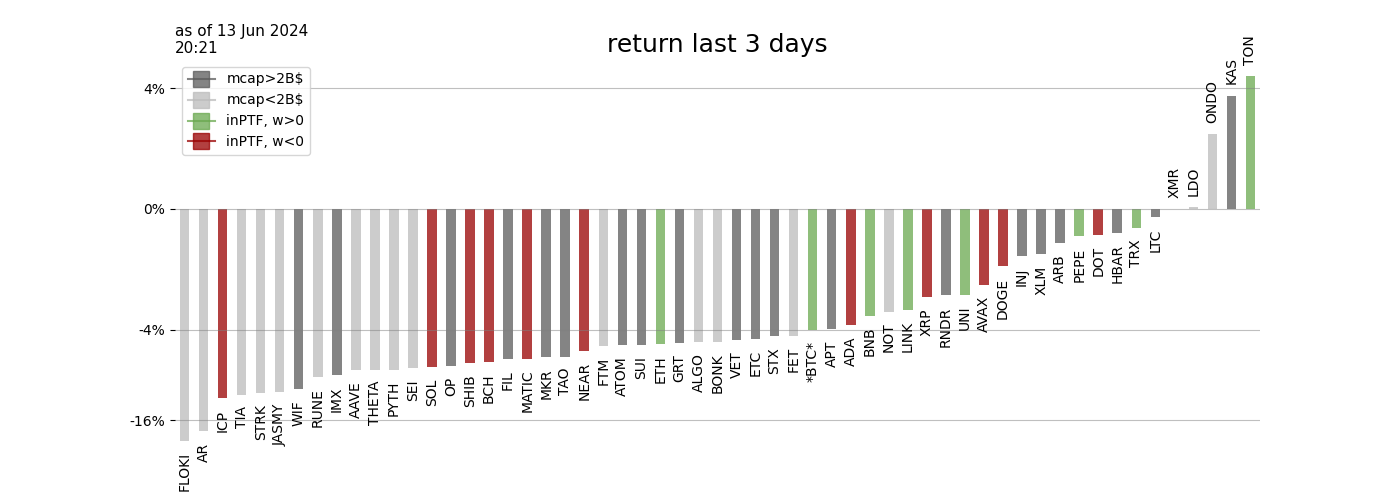 as of 13 Jun 2024
20:21
return last 3 days
mcap>2B$
mcap<2B$
inPTF, w>0
inPTF, w<0
4%
0%
-4%
-16%
FLOKI
AR
ICP
TIA
STRK
JASMY
WIF
RUNE
IMX
AAVE
THETA
PYTH
SEI
SOL
OP
SHIB
BCH
FIL
MATIC
MKR
TAO
NEAR
FTM
ATOM
SUI
ETH
GRT
ALGO
BONK
VET
ETC
STX
FET
*BTC*
APT
ADA
BNB
NOT
LINK
XRP
RNDR
UNI
AVAX
DOGE
INJ
XLM
ARB
PEPE
DOT
HBAR
TRX
LTC
XMR
LDO
ONDO
KAS
TON